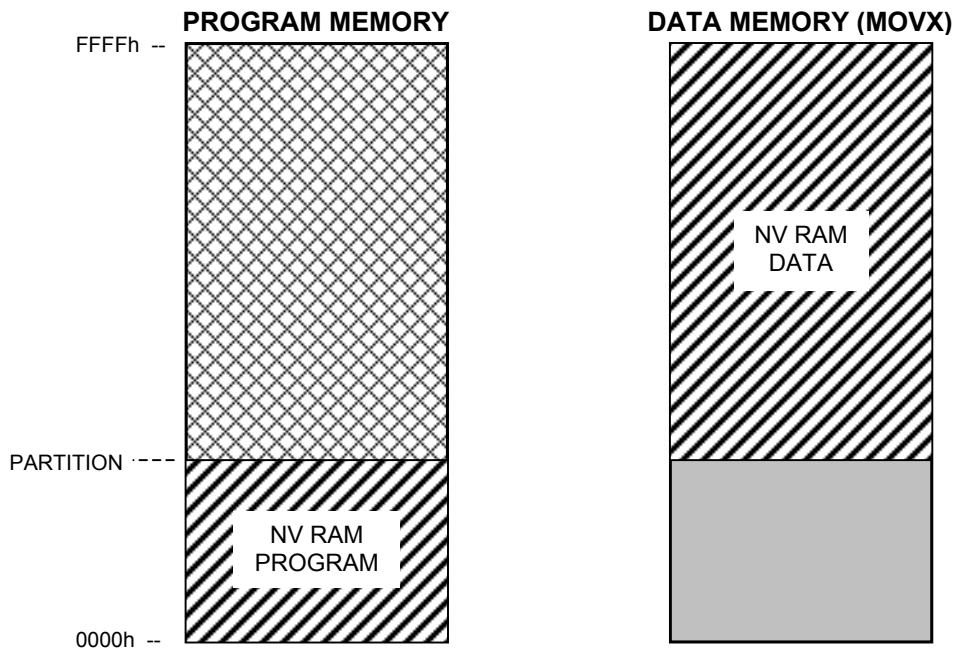 PROGRAM MEMORY
DATA MEMORY (MOVX)
FFFFh --
NV RAM
DATA
PARTITION ----
NV RAM
PROGRAM
0000h --